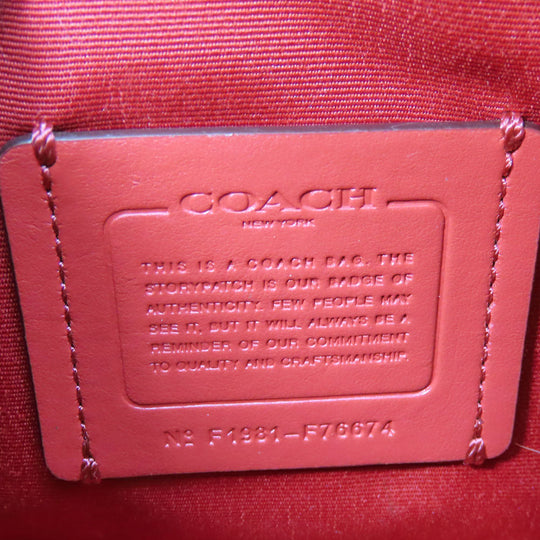 COACH
NEW YORK
THIS IS A COACH BAG. THE
STORYPATCH IS OUR BADGE OF
AUTHENTICITY. FEW PEOPLE MAY
SEE IT, BUT IT WILL ALWAYS BE A
REMINDER OF OUR COMMITMENT
TO QUALITY AND CRAFTSMANSHIP.
Nº F1981-F76674